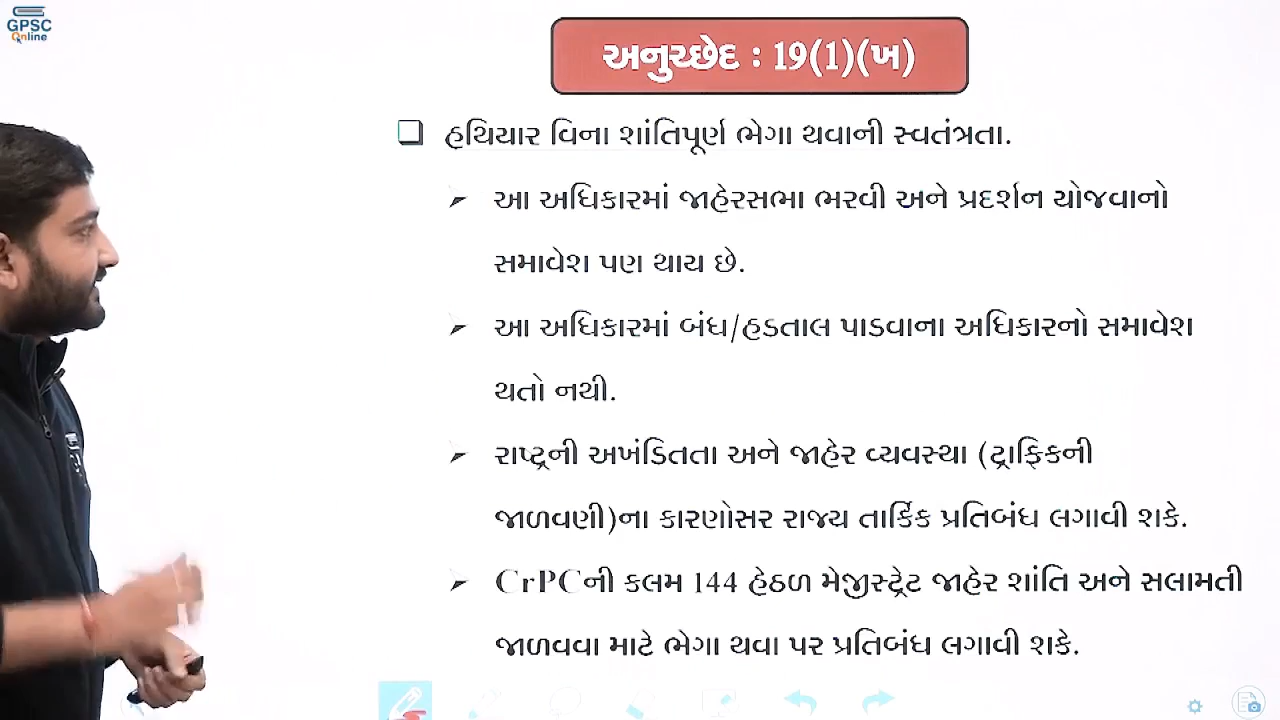 GPSC
Online
અનુચ્છેદ : 19(1)(ખ)
હથિયાર વિના શાંતિપૂર્ણ ભેગા થવાની સ્વતંત્રતા.
આ અધિકારમાં જાહેરસભા ભરવી અને પ્રદર્શન યોજવાનો
સમાવેશ પણ થાય છે.
આ અધિકારમાં બંધ/હડતાલ પાડવાના અધિકારનો સમાવેશ
થતો નથી.
રાષ્ટ્રની અખંડિતતા અને જાહેર વ્યવસ્થા (ટ્રાફિકની
જાળવણી)ના કારણોસર રાજ્ય તાર્કિક પ્રતિબંધ લગાવી શકે.
CrPCની કલમ 144 હેઠળ મેજીસ્ટ્રેટ જાહેર શાંતિ અને સલામતી
જાળવવા માટે ભેગા થવા પર પ્રતિબંધ લગાવી શકે.